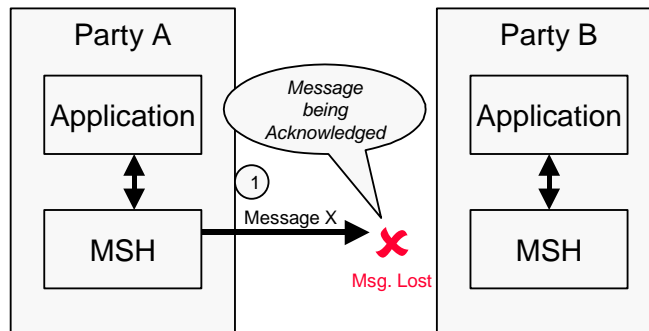 Party A
Party B
Application
Message
being
Acknowledged
Application
1
Message X
MSH
Msg. Lost
MSH